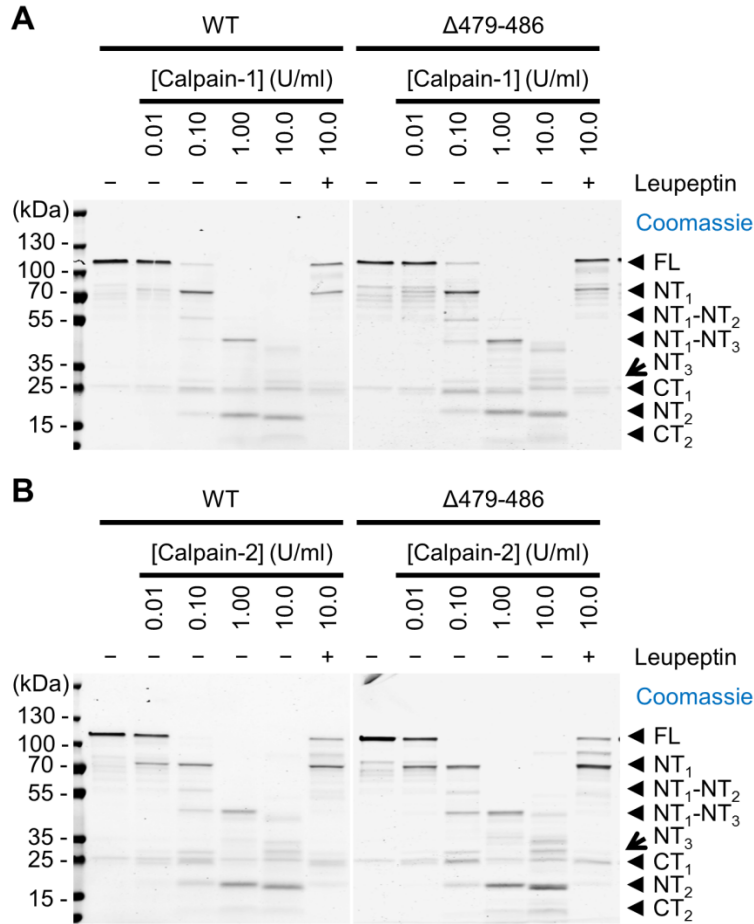 A
WT Δ479-486
[Calpain-1] (U/ml) [Calpain-1] (U/ml)
0.01 0.10 1.00 10.0 10.0 0.01 0.10 1.00 10.0 10.0
– – – – – + – – – – – + Leupeptin
(kDa)
Coomassie
130 -
100 -
70 -
55 -
35 -
25 -
15 -
FL
NT1
NT1-NT2
NT1-NT3
NT3
CT1
NT2
CT2
B
WT Δ479-486
[Calpain-2] (U/ml) [Calpain-2] (U/ml)
0.01 0.10 1.00 10.0 10.0 0.01 0.10 1.00 10.0 10.0
– – – – – + – – – – – + Leupeptin
(kDa)
Coomassie
130 -
100 -
70 -
55 -
35 -
25 -
15 -
FL
NT1
NT1-NT2
NT1-NT3
NT3
CT1
NT2
CT2